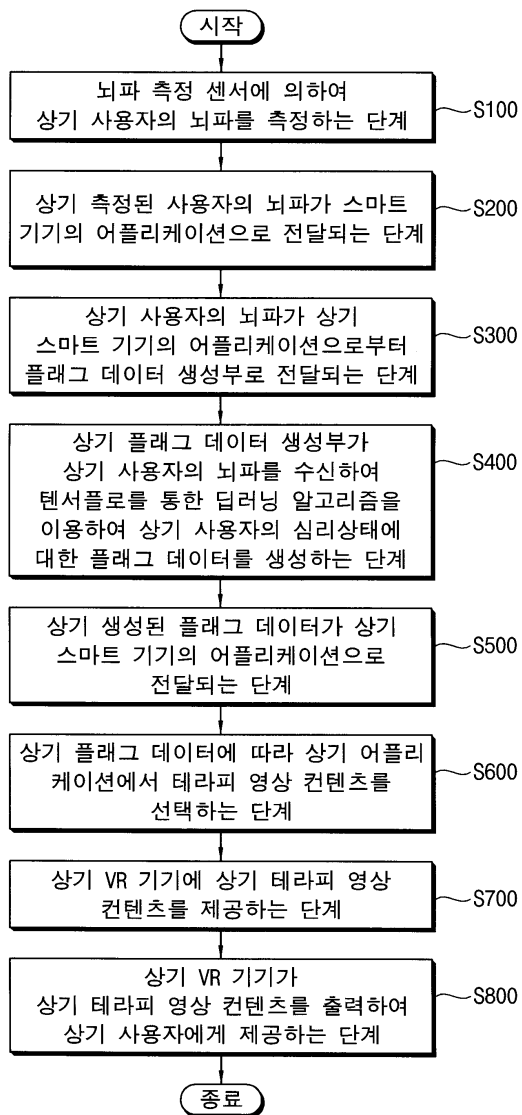 시작
뇌파 측정 센서에 의하여
상기 사용자의 뇌파를 측정하는 단계
S100
상기 측정된 사용자의 뇌파가 스마트
기기의 어플리케이션으로 전달되는 단계
S200
상기 사용자의 뇌파가 상기
스마트 기기의 어플리케이션으로부터
플래그 데이터 생성부로 전달되는 단계
S300
상기 플래그 데이터 생성부가
상기 사용자의 뇌파를 수신하여
텐서플로를 통한 딥러닝 알고리즘을
이용하여 상기 사용자의 심리상태에
대한 플래그 데이터를 생성하는 단계
S400
상기 생성된 플래그 데이터가 상기
스마트 기기의 어플리케이션으로
전달되는 단계
S500
상기 플래그 데이터에 따라 상기 어플리
케이션에서 테라피 영상 컨텐츠를
선택하는 단계
S600
상기 VR 기기에 상기 테라피 영상
컨텐츠를 제공하는 단계
S700
상기 VR 기기가
상기 테라피 영상 컨텐츠를 출력하여
상기 사용자에게 제공하는 단계
S800
종료